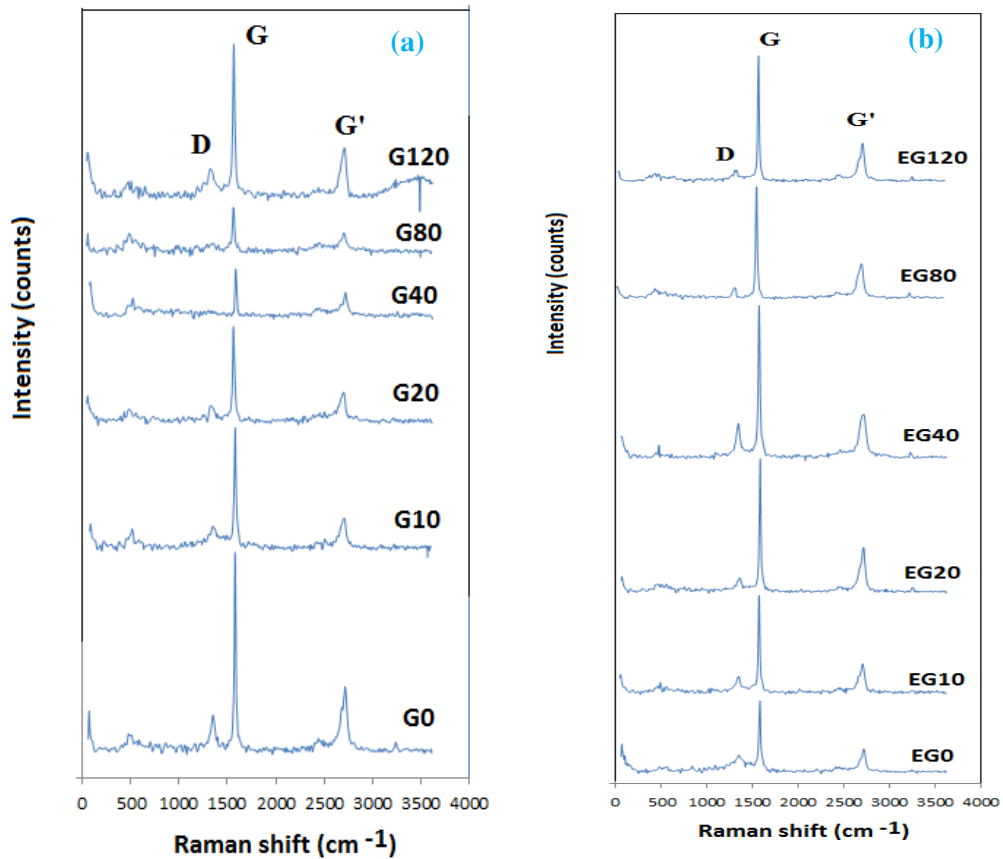 (a)
G
D
G'
G120
G80
G40
G20
G10
G0
Intensity (counts)
0 500 1000 1500 2000 2500 3000 3500 4000
Raman shift (cm -1)
(b)
G
D
G'
EG120
EG80
EG40
EG20
EG10
EG0
Intensity (counts)
0 500 1000 1500 2000 2500 3000 3500 4000
Raman shift (cm -1)